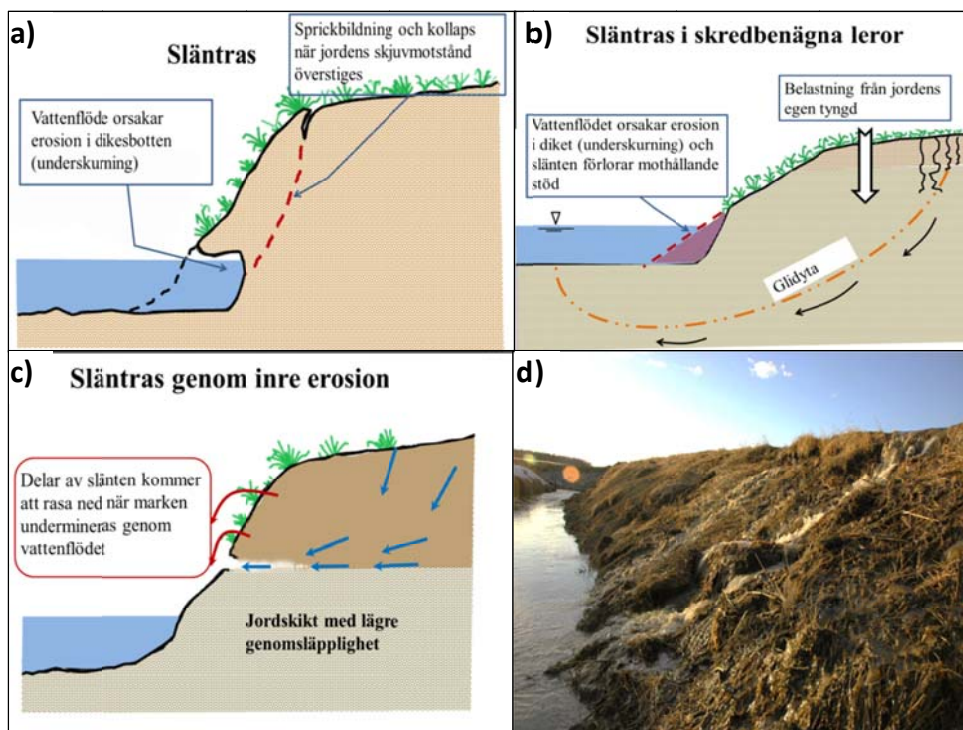 a)
Släntras
Sprickbildning och kollaps
när jordens skjuvmotstånd
överstiges
Vattenflöde orsakar
erosion i dikesbotten
(underskurning)
b)
Släntras i skredbenägna leror
Belastning från jordens
egen tyngd
Vattenflödet orsakar erosion
i diket (underskurning) och
slänten förlorar mothållande
stöd
Glidyta
c)
Släntras genom inre erosion
Delar av slänten kommer
att rasa ned när marken
undermineras genom
vattenflödet
Jordskikt med lägre
genomsläpplighet
d)